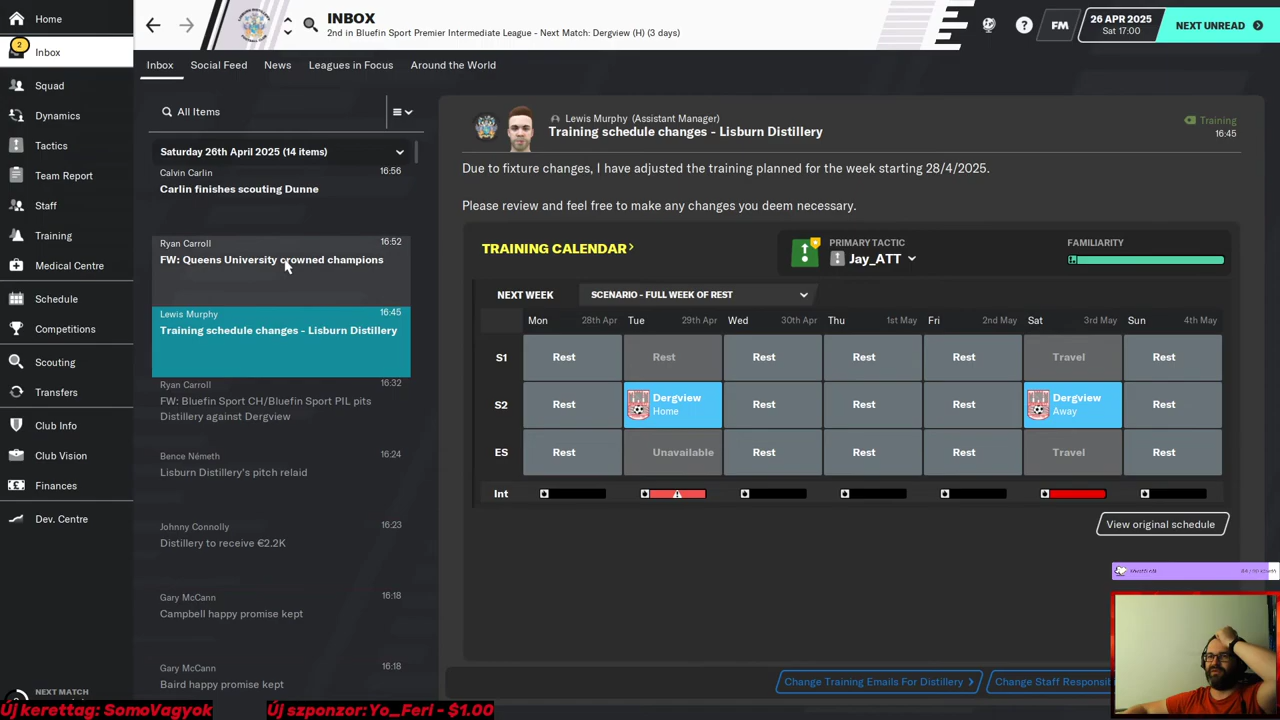 Home
INBOX
2nd in Bluefin Sport Premier Intermediate League - Next Match: Dergview (H) (3 days)
FM
26 APR 2025
Sat 17:00
NEXT UNREAD
2
Inbox
Inbox
Social Feed
News
Leagues in Focus
Around the World
Squad
Dynamics
Tactics
Team Report
Staff
Training
Medical Centre
Schedule
Competitions
Scouting
Transfers
Club Info
Club Vision
Finances
Dev. Centre
NEXT MATCH
All Items
Saturday 26th April 2025 (14 items)
Calvin Carlin
16:56
Carlin finishes scouting Dunne
Ryan Carroll
16:52
FW: Queens University crowned champions
Lewis Murphy
16:45
Training schedule changes - Lisburn Distillery
Ryan Carroll
16:32
FW: Bluefin Sport CH/Bluefin Sport PIL pits
Distillery against Dergview
Bence Németh
16:24
Lisburn Distillery's pitch relaid
Johnny Connolly
16:23
Distillery to receive €2.2K
Gary McCann
16:18
Campbell happy promise kept
Gary McCann
16:18
Baird happy promise kept
Lewis Murphy (Assistant Manager)
Training schedule changes - Lisburn Distillery
Training
16:45
Due to fixture changes, I have adjusted the training planned for the week starting 28/4/2025.
Please review and feel free to make any changes you deem necessary.
TRAINING CALENDAR
PRIMARY TACTIC
Jay_ATT
FAMILIARITY
NEXT WEEK
SCENARIO - FULL WEEK OF REST
Mon 28th Apr Tue 29th Apr Wed 30th Apr Thu 1st May Fri 2nd May Sat 3rd May Sun 4th May
S1 Rest Rest Rest Rest Rest Travel Rest
S2 Rest Dergview Home Rest Rest Rest Dergview Away Rest
ES Rest Unavailable Rest Rest Rest Travel Rest
Int
View original schedule
Change Training Emails For Distillery
Change Staff Responsib
Új kerettag: SomoVagyok
Új szponzor: Yo_Feri - $1.00